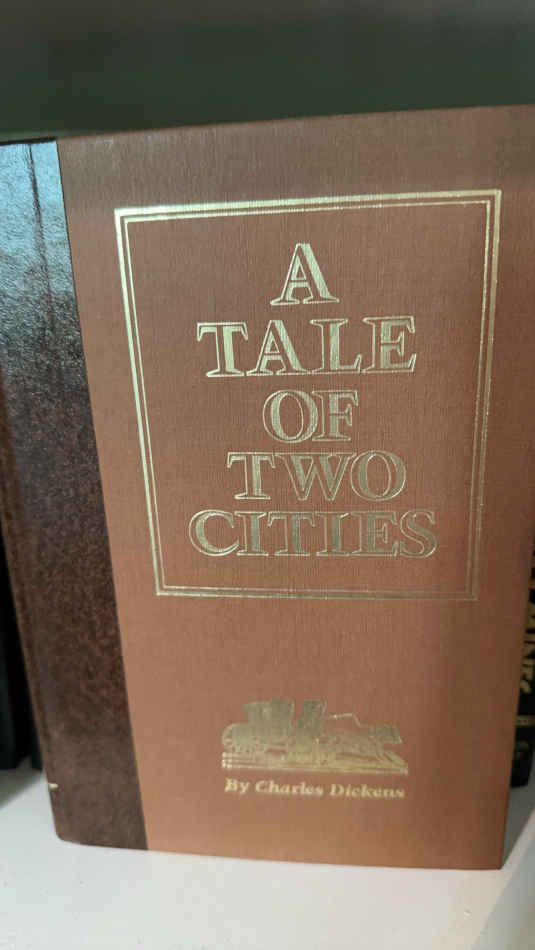 A
TALE
OF
TWO
CITIES
By Charles Dickens